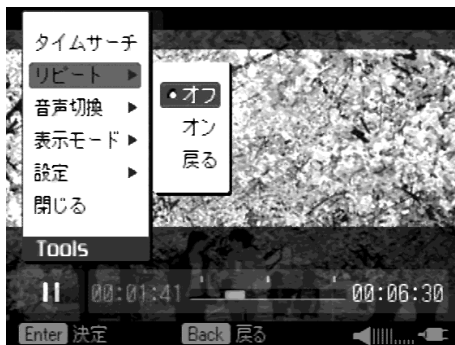 タイムサーチ
リピート
音声切換
表示モード
設定
閉じる
Tools
オフ
オン
戻る
00:01:41
00:06:30
Enter 決定
Back 戻る